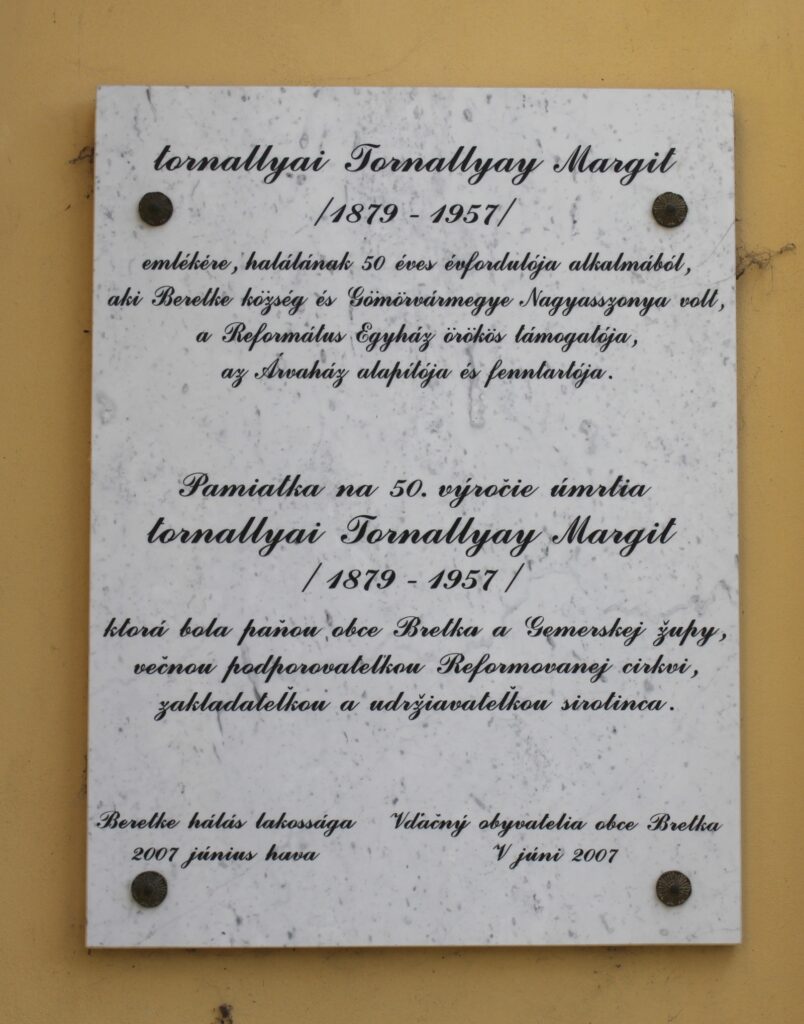 tornallyai Tornallyay Margit
/1879 - 1957/
emlékére, halálának 50 éves évfordulója alkalmából,
aki Beretke község és Gömörvármegye Nagyasszonya volt,
a Református Egyház örökös támogatója,
az Árvaház alapítója és fenntartója.
Pamiatka na 50. výročie úmrtia
tornallyai Tornallyay Margit
/ 1879 - 1957 /
ktorá bola paňou obce Bretka a Gemerskej župy,
večnou podporovateľkou Reformovanej cirkvi,
zakladateľkou a udržiavateľkou sirotinca.
Beretke hálás lakossága
2007 június hava
Vďačný obyvatelia obce Bretka
V júni 2007